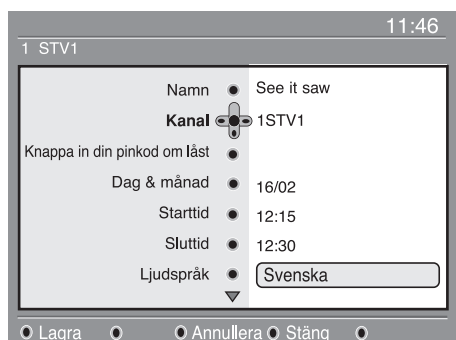 11:46
1 STV1
Namn See it saw
Kanal 1STV1
Knappa in din pinkod om låst
Dag & månad 16/02
Starttid 12:15
Sluttid 12:30
Ljudspråk Svenska
Lagra Annullera Stäng